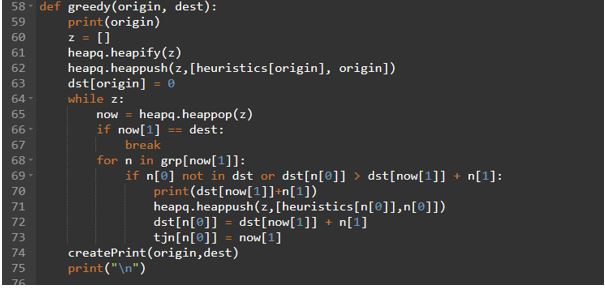 58 def greedy(origin, dest):
59     print(origin)
60     z = []
61     heapq.heapify(z)
62     heapq.heappush(z,[heuristics[origin], origin])
63     dst[origin] = 0
64     while z:
65         now = heapq.heappop(z)
66         if now[1] == dest:
67             break
68         for n in grp[now[1]]:
69             if n[0] not in dst or dst[n[0]] > dst[now[1]] + n[1]:
70                 print(dst[now[1]]+n[1])
71                 heapq.heappush(z,[heuristics[n[0]],n[0]])
72                 dst[n[0]] = dst[now[1]] + n[1]
73                 tjn[n[0]] = now[1]
74     createPrint(origin,dest)
75     print("\n")
76